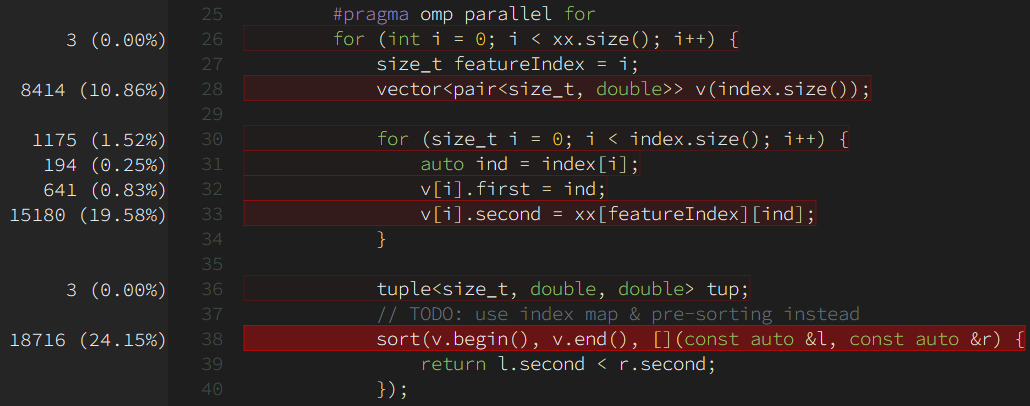 25 #pragma omp parallel for
3 (0.00%) 26 for (int i = 0; i < xx.size(); i++) {
27 size_t featureIndex = i;
8414 (10.86%) 28 vector<pair<size_t, double>> v(index.size());
29
1175 (1.52%) 30 for (size_t i = 0; i < index.size(); i++) {
194 (0.25%) 31 auto ind = index[i];
641 (0.83%) 32 v[i].first = ind;
15180 (19.58%) 33 v[i].second = xx[featureIndex][ind];
34 }
35
3 (0.00%) 36 tuple<size_t, double, double> tup;
37 // TODO: use index map & pre-sorting instead
18716 (24.15%) 38 sort(v.begin(), v.end(), [](const auto &l, const auto &r) {
39 return l.second < r.second;
40 });